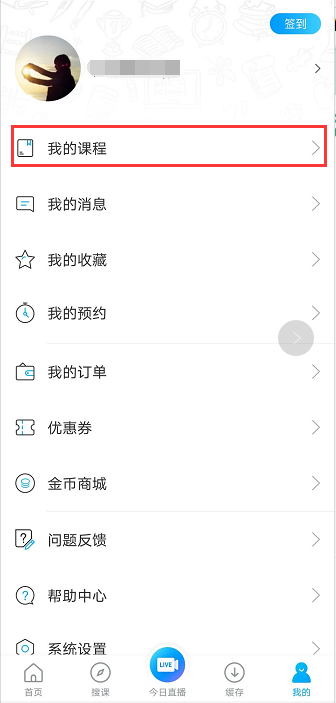 签到
我的课程
我的消息
我的收藏
我的预约
我的订单
优惠券
金币商城
问题反馈
帮助中心
系统设置
LIVE
首页
搜课
今日直播
缓存
我的